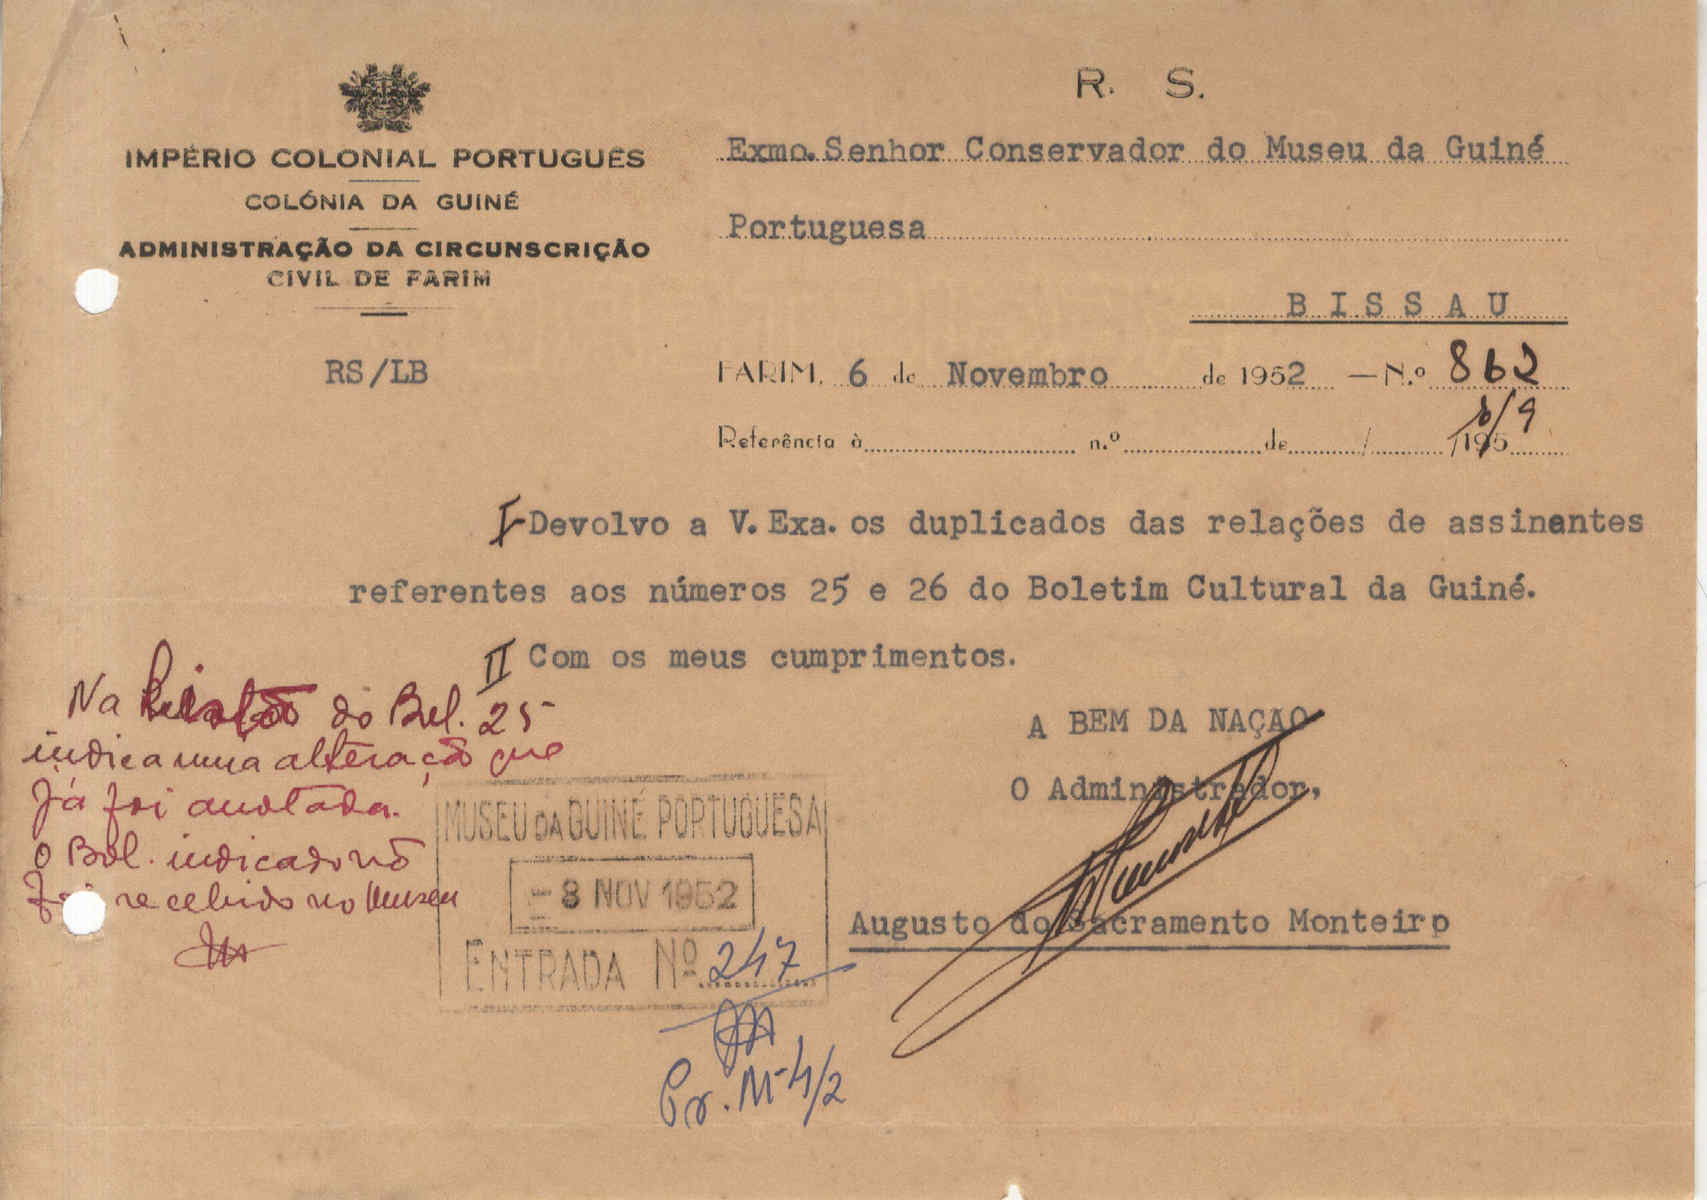 R. S.
IMPÉRIO COLONIAL PORTUGUÊS
COLÓNIA DA GUINÉ
ADMINISTRAÇÃO DA CIRCUNSCRIÇÃO
CIVIL DE FARIM
RS/LB
Exmo. Senhor Conservador do Museu da Guiné
Portuguesa
BISSAU
FARIM, 6 de Novembro de 1952 — N.º 862
Referência à n.º de / /195
I- Devolvo a V. Exa. os duplicados das relações de assinantes
referentes aos números 25 e 26 do Boletim Cultural da Guiné.
II Com os meus cumprimentos.
A BEM DA NAÇÃO
O Administrador,
Augusto do Sacramento Monteiro
Na do Bol. 25
indica uma alteração que
já foi anotada.
O Bol. indicado nõ
foi recebido no Museu
MUSEU DA GUINÉ PORTUGUESA
- 8 NOV 1952
ENTRADA Nº 247
Pr. M-4/2